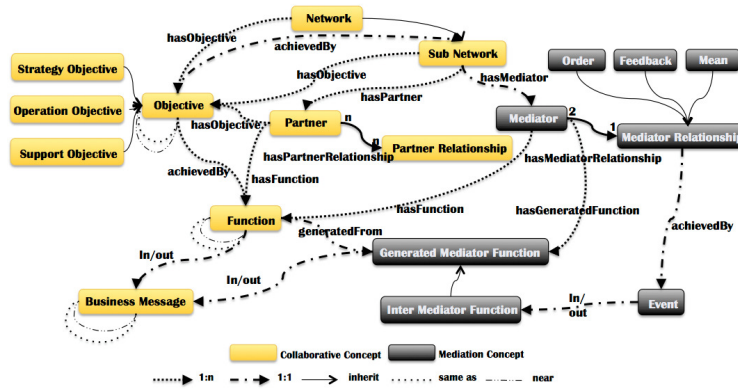 Network
hasObjective
achievedBy
Sub Network
Order
Feedback
Mean
Strategy Objective
hasObjective
hasMediator
Operation Objective
Objective
hasPartner
hasObjective
Partner
n
Mediator
2
1
Mediator Relationship
Support Objective
n
Partner Relationship
hasPartnerRelationship
hasMediatorRelationship
achievedBy
hasFunction
Function
hasFunction
hasGeneratedFunction
generatedFrom
achievedBy
In/out
Generated Mediator Function
In/out
Business Message
Inter Mediator Function
In/
out
Event
Collaborative Concept
Mediation Concept
1:n
1:1
inherit
same as
near